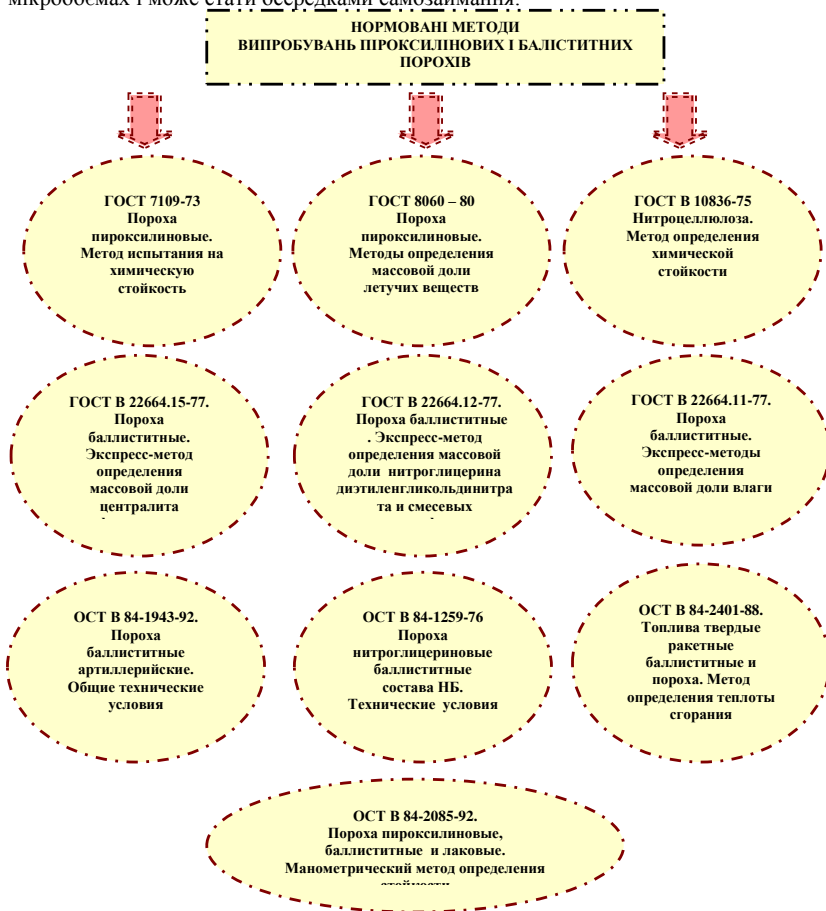 мікрообємах і може стати осередками самозаймання.
НОРМОВАНІ МЕТОДИ
ВИПРОБУВАНЬ ПІРОКСИЛІНОВИХ І БАЛІСТИТНИХ
ПОРОХІВ
ГОСТ 7109-73
Пороха
пироксилиновые.
Метод испытания на
химическую
стойкость
ГОСТ 8060 – 80
Пороха
пироксилиновые.
Методы определения
массовой доли
летучих веществ
ГОСТ В 10836-75
Нитроцеллюлоза.
Метод определения
химической
стойкости
ГОСТ В 22664.15-77.
Пороха
баллиститные.
Экспресс-метод
определения
массовой доли
централита
ГОСТ В 22664.12-77.
Пороха баллиститные
. Экспресс-метод
определения массовой
доли нитроглицерина
диэтиленгликольдинитра
та и смесевых
ГОСТ В 22664.11-77.
Пороха
баллиститные.
Экспресс-методы
определения
массовой доли влаги
ОСТ В 84-1943-92.
Пороха
баллиститные
артиллерийские.
Общие технические
условия
ОСТ В 84-1259-76
Пороха
нитроглицериновые
баллиститные
состава НБ.
Технические условия
ОСТ В 84-2401-88.
Топлива твердые
ракетные
баллиститные и
пороха. Метод
определения теплоты
сгорания
ОСТ В 84-2085-92.
Пороха пироксилиновые,
баллиститные и лаковые.
Манометрический метод определения
стойкости